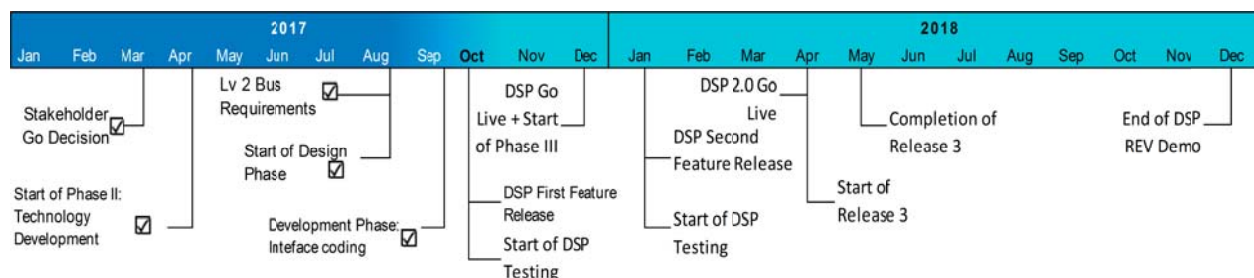 2017
2018
Jan Feb Mar Apr May Jun Jul Aug Sep Oct Nov Dec Jan Feb Mar Apr May Jun Jul Aug Sep Oct Nov Dec
Stakeholder
Go Decision
Start of Phase II:
Technology
Development
Lv 2 Bus
Requirements
Start of Design
Phase
Development Phase:
Inteface coding
DSP Go
Live + Start
of Phase III
DSP First Feature
Release
Start of DSP
Testing
DSP Second
Feature Release
Start of DSP
Testing
DSP 2.0 Go
Live
Start of
Release 3
Completion of
Release 3
End of DSP
REV Demo